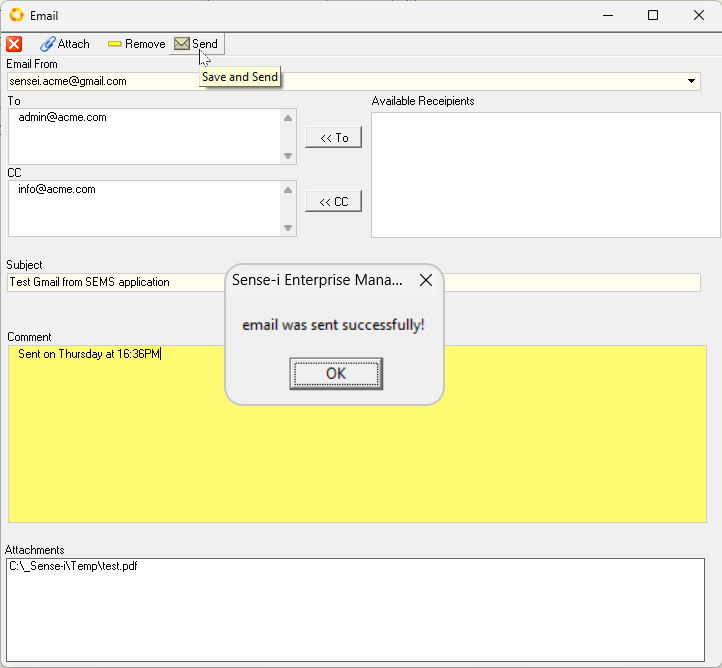 Email
Attach
Remove
Send
Save and Send
Email From
sensei.acme@gmail.com
To
admin@acme.com
<< To
Available Receipients
CC
info@acme.com
<< CC
Subject
Test Gmail from SEMS application
Sense-i Enterprise Mana...
email was sent successfully!
OK
Comment
Sent on Thursday at 16:36PM
Attachments
C:\_Sense-i\Temp\test.pdf